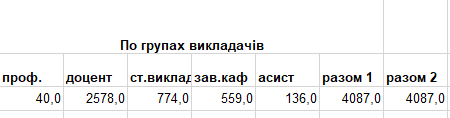 По групах викладачів
проф. доцент ст.виклад зав.каф асист разом 1 разом 2
40,0 2578,0 774,0 559,0 136,0 4087,0 4087,0